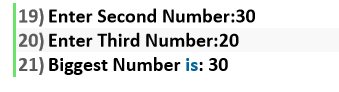 19) Enter Second Number:30
20) Enter Third Number:20
21) Biggest Number is: 30